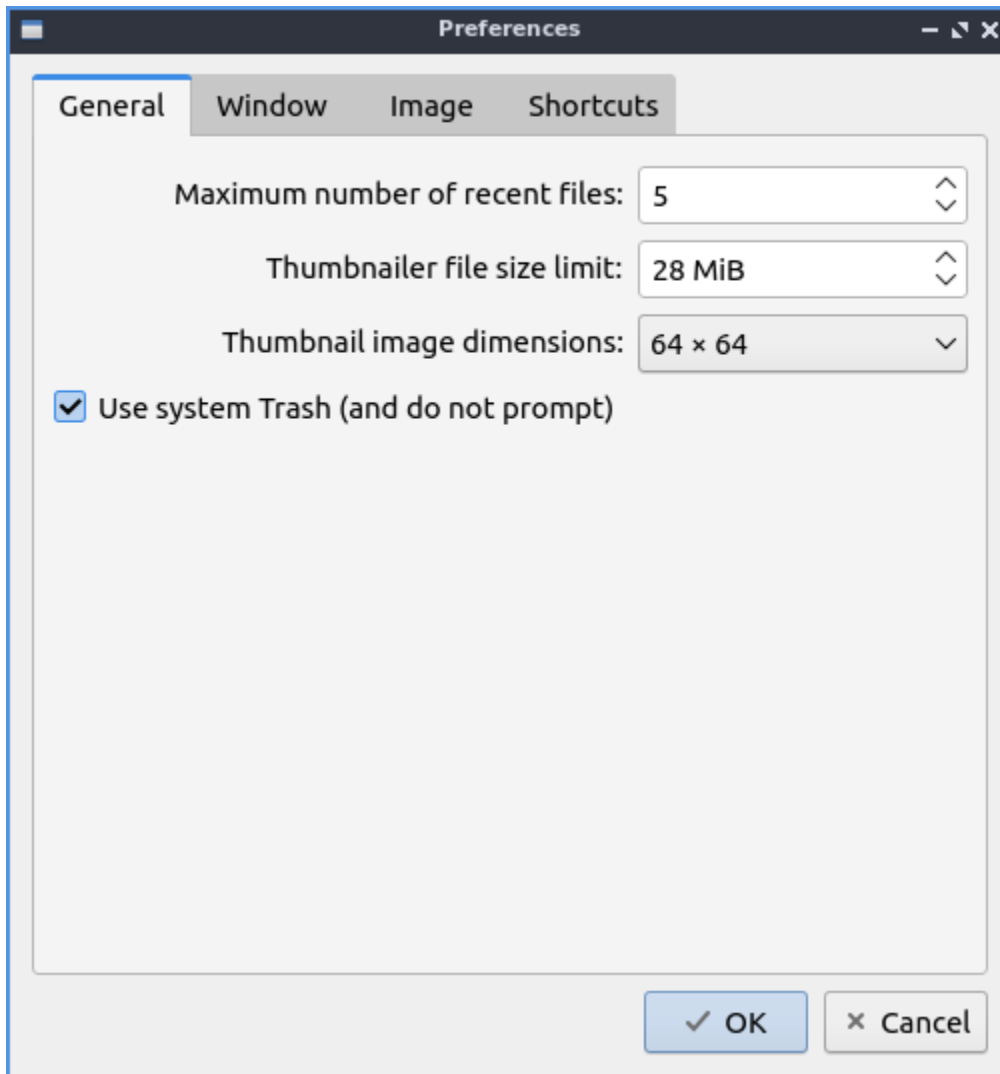 Preferences
General Window Image Shortcuts
Maximum number of recent files: 5
Thumbnailer file size limit: 28 MiB
Thumbnail image dimensions: 64 × 64
Use system Trash (and do not prompt)
OK Cancel